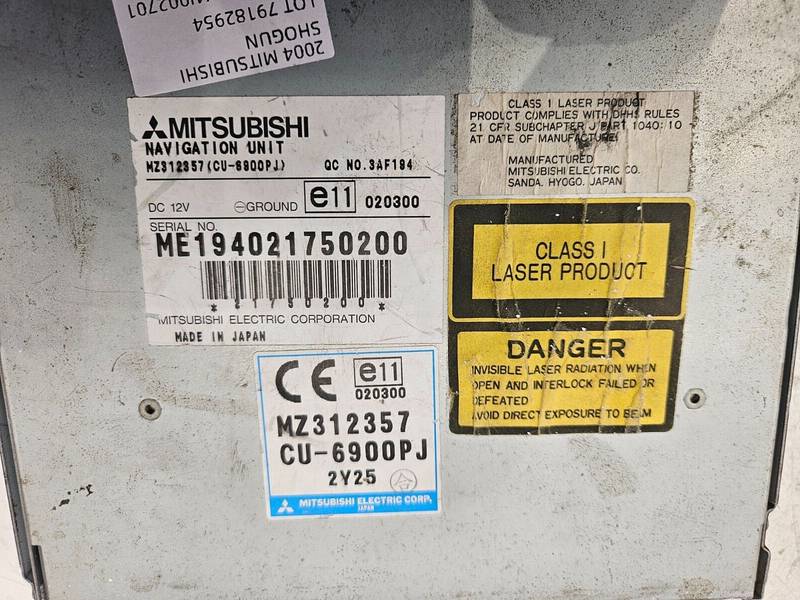 2004 MITSUBISHI
SHOGUN
LOT 79182954
MITSUBISHI
NAVIGATION UNIT
MZ312357(CU-6900PJ) QC NO.3AF194
DC 12V ⊖GROUND e11 020300
SERIAL NO.
ME194021750200
*21750200*
MITSUBISHI ELECTRIC CORPORATION
MADE IN JAPAN
CE e11
020300
MZ312357
CU-6900PJ
2Y25 合
MITSUBISHI ELECTRIC CORP.
JAPAN
CLASS I LASER PRODUCT
PRODUCT COMPLIES WITH DHHS RULES
21 CFR SUBCHAPTER J PART 1040:10
AT DATE OF MANUFACTURE
MANUFACTURED
MITSUBISHI ELECTRIC CO.
SANDA, HYOGO, JAPAN
CLASS I
LASER PRODUCT
DANGER
INVISIBLE LASER RADIATION WHEN
OPEN AND INTERLOCK FAILED OR
DEFEATED
AVOID DIRECT EXPOSURE TO BEAM